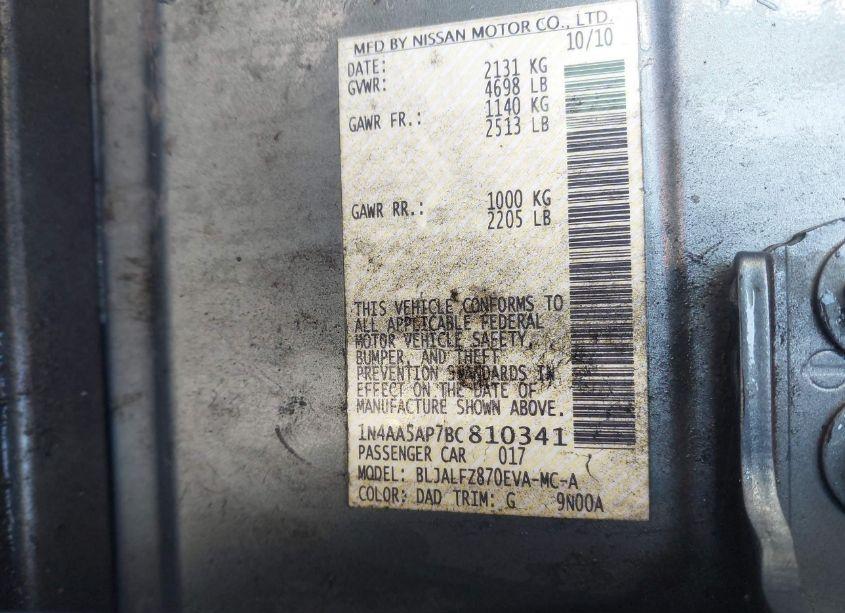 MFD BY NISSAN MOTOR CO., LTD.
DATE: 10/10
GVWR: 2131 KG
4698 LB
GAWR FR.: 1140 KG
2513 LB
GAWR RR.: 1000 KG
2205 LB
THIS VEHICLE CONFORMS TO
ALL APPLICABLE FEDERAL
MOTOR VEHICLE SAFETY,
BUMPER, AND THEFT
PREVENTION STANDARDS IN
EFFECT ON THE DATE OF
MANUFACTURE SHOWN ABOVE.
1N4AA5AP7BC810341
PASSENGER CAR 017
MODEL: BLJALFZ870EVA-MC-A
COLOR: DAD TRIM: G 9N00A